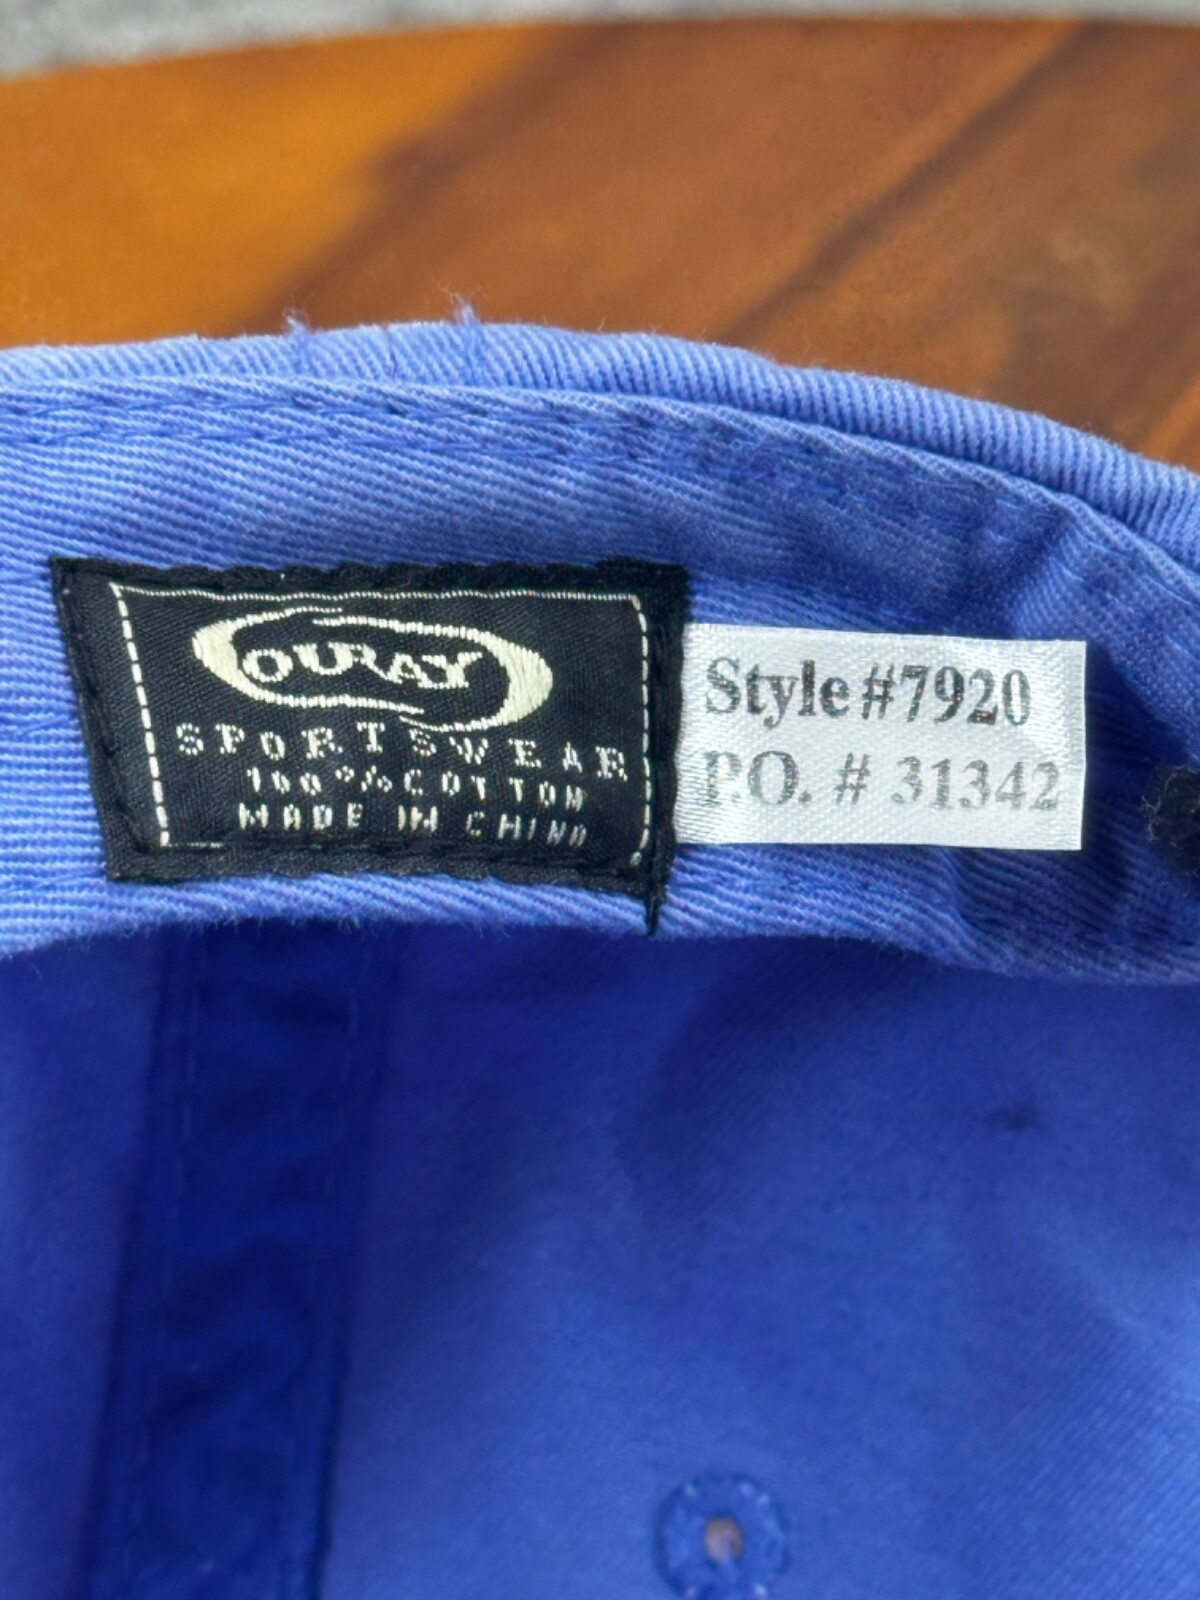 OURAY
SPORTSWEAR
100% COTTON
MADE IN CHINA
Style #7920
P.O. # 31342